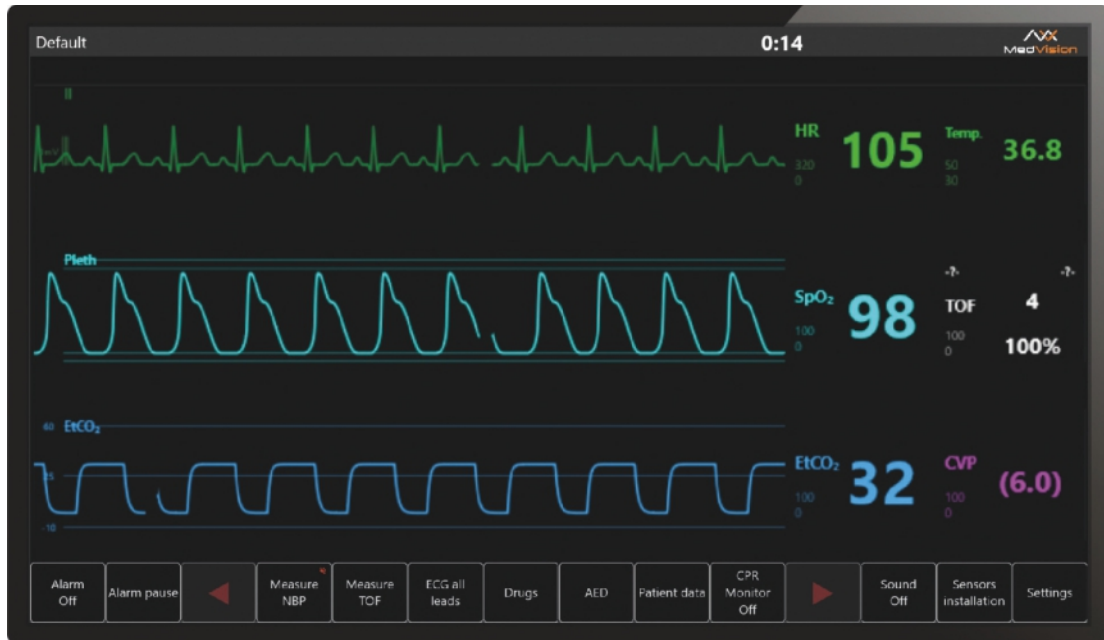 Default
0:14
MedVision
II
HR
105
320
0
Temp.
36.8
50
30
Pleth
SpO₂
98
100
0
-?-
-?-
TOF
4
100
0
100%
60
EtCO₂
25
-10
EtCO₂
32
100
0
CVP
(6.0)
100
0
Alarm
Off
Alarm pause
Measure
NBP
Measure
TOF
ECG all
leads
Drugs
AED
Patient data
CPR
Monitor
Off
Sound
Off
Sensors
installation
Settings